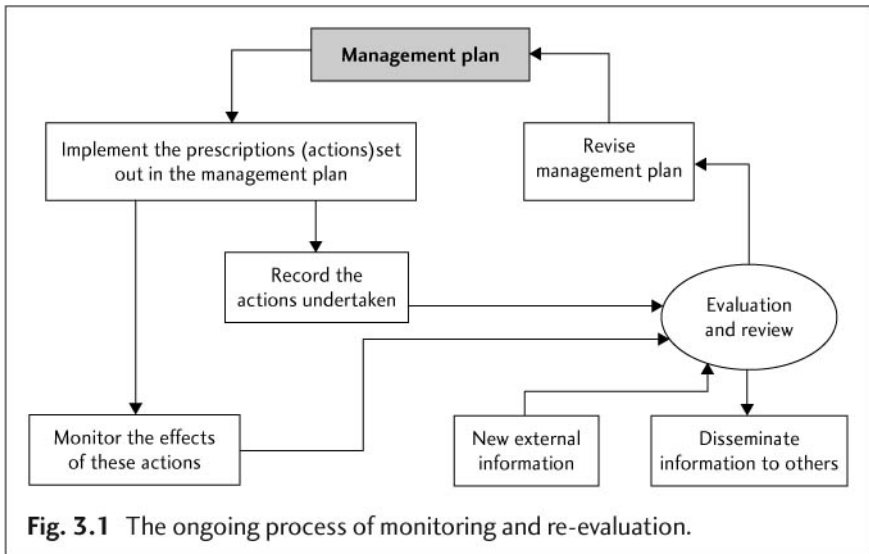 Management plan
Implement the prescriptions (actions)set
out in the management plan
Revise
management plan
Record the
actions undertaken
Evaluation
and review
Monitor the effects
of these actions
New external
information
Disseminate
information to others
Fig. 3.1 The ongoing process of monitoring and re-evaluation.